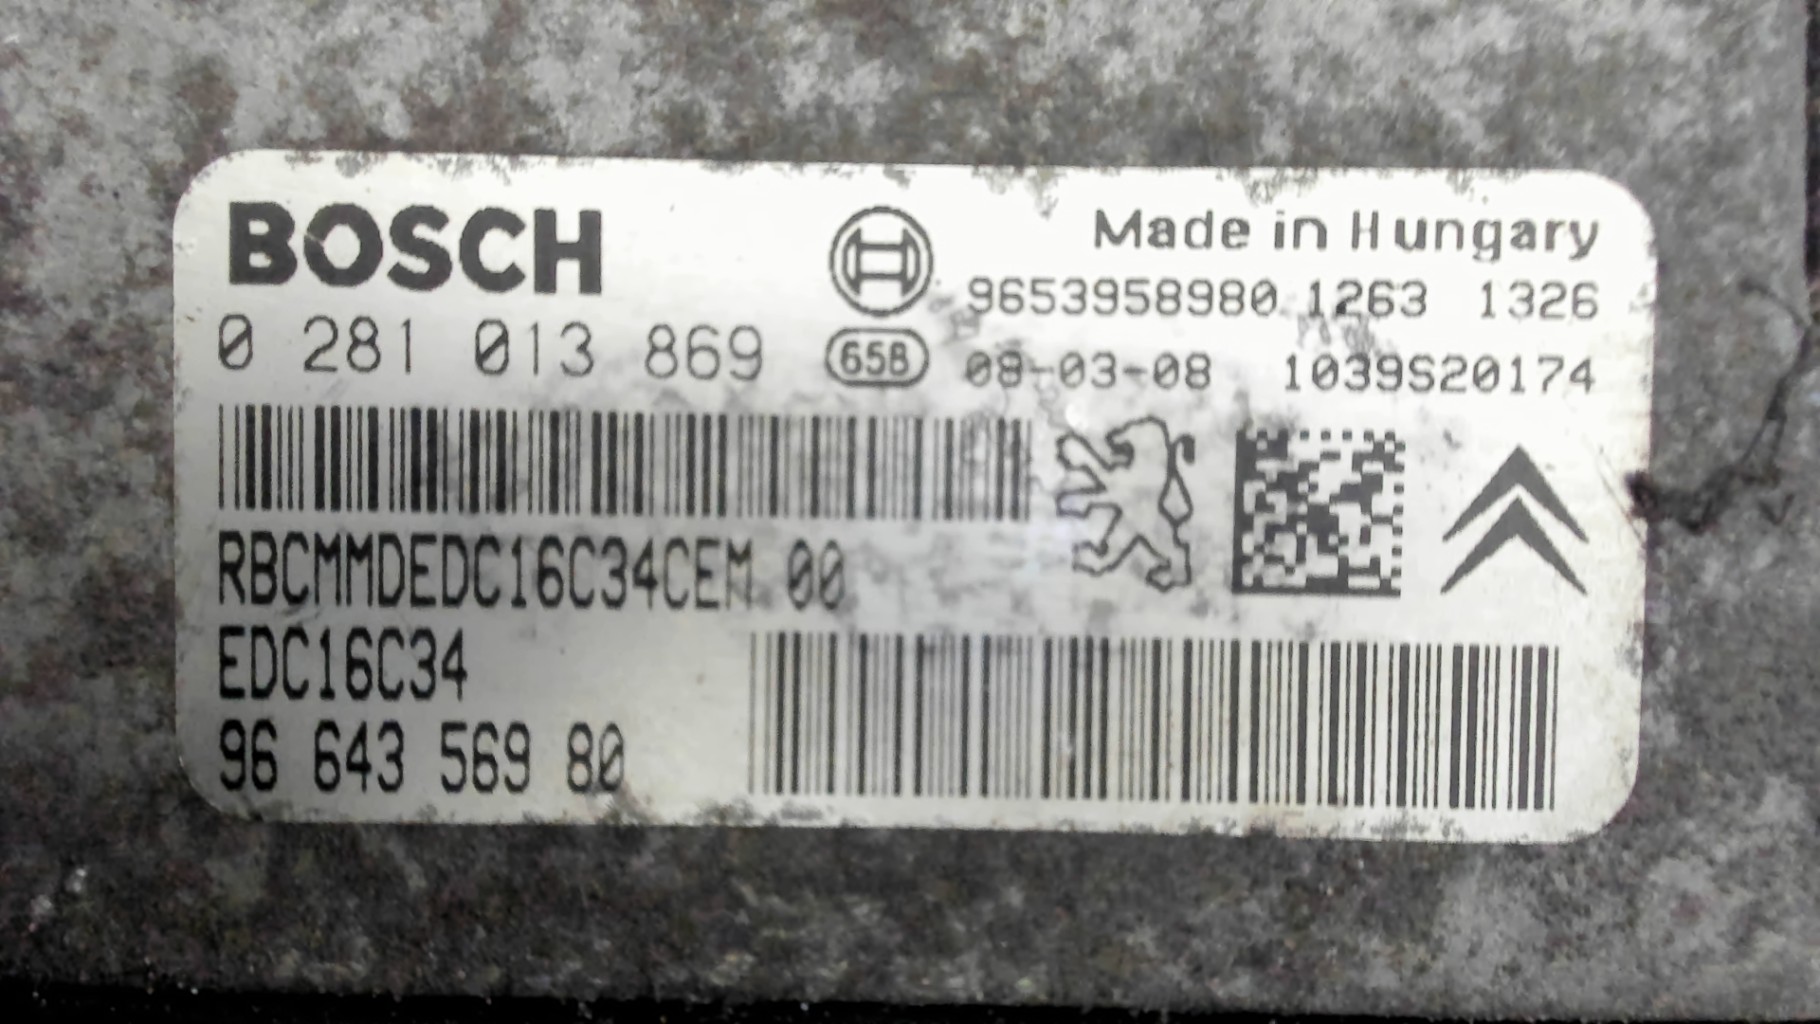 BOSCH
Made in Hungary
9653958980 1263 1326
0 281 013 869
658
08-03-08 1039S20174
RBCMMDEDC16C34CEM 00
EDC16C34
96 643 569 80